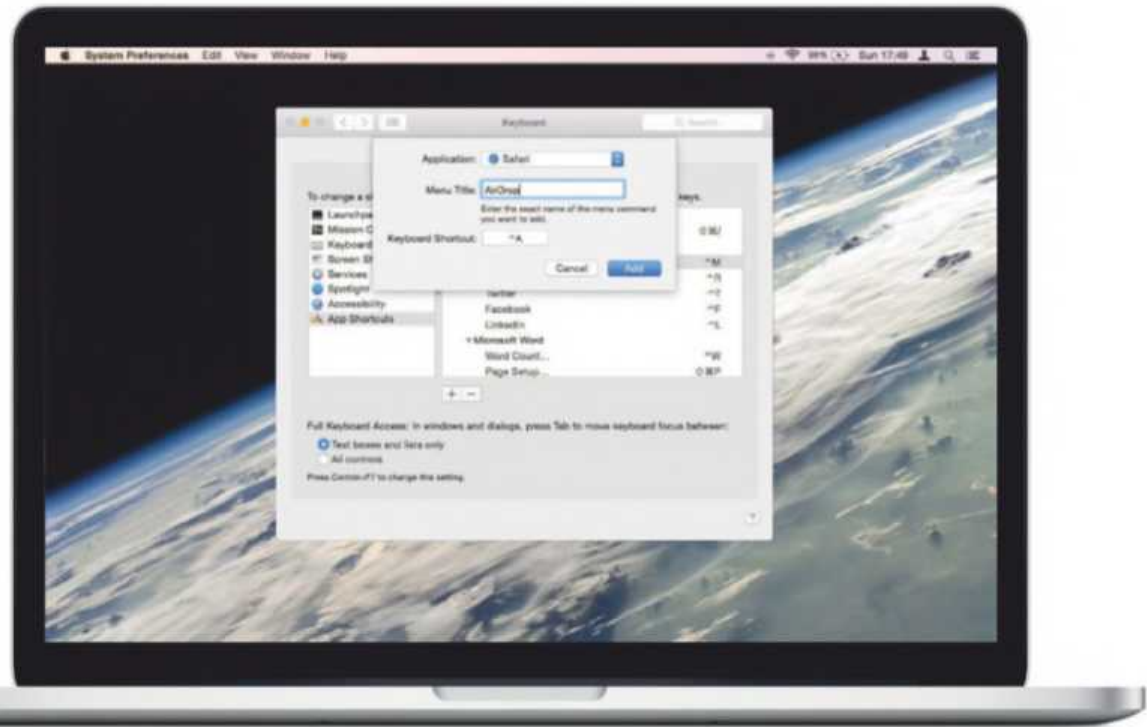 System Preferences Edit View Window Help
Sun 17:48
Keyboard
Search
Application: Safari
Menu Title: AirDrop
Enter the exact name of the menu command
you want to add.
Keyboard Shortcut: ^A
Cancel Add
To change a
keys.
Launchpa
Mission C
Keyboard
Screen Sh
Services
Spotlight
Accessibility
App Shortcuts
^M
^R
Twitter ^T
Facebook ^F
LinkedIn ^L
Microsoft Word
Word Count... ^W
Page Setup... ⇧⌘P
+ −
Full Keyboard Access: In windows and dialogs, press Tab to move keyboard focus between:
Text boxes and lists only
All controls
Press Control+F7 to change this setting.
?